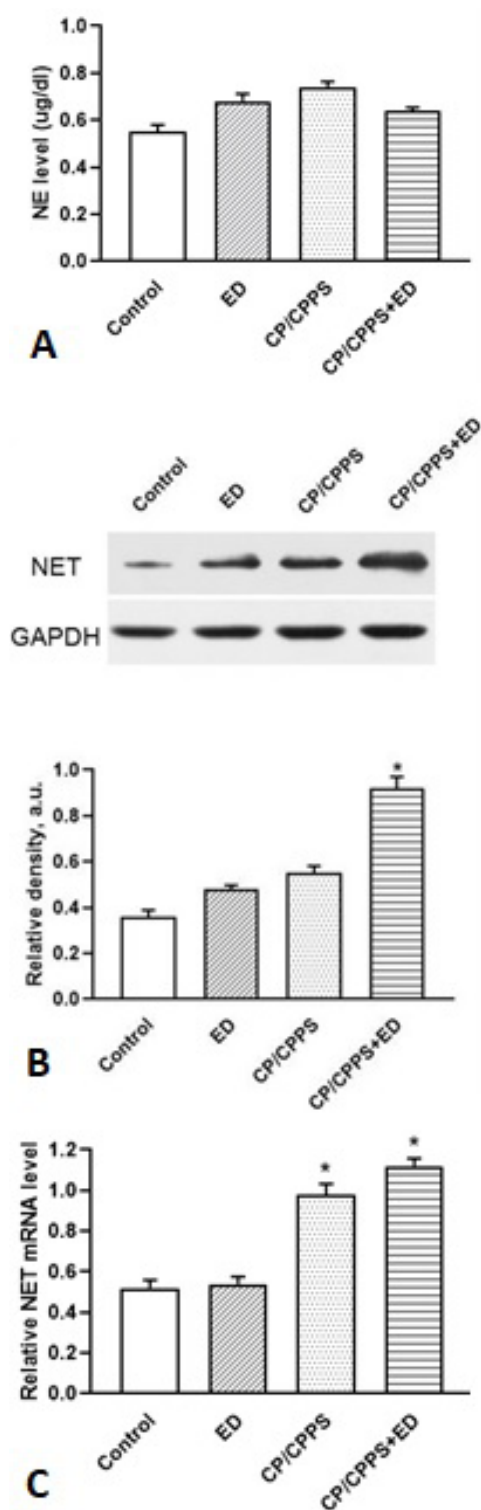 NE level (ug/dl)
1.0
0.8
0.6
0.4
0.2
0.0
Control
ED
CP/CPPS
CP/CPPS+ED
A
Control
ED
CP/CPPS
CP/CPPS+ED
NET
GAPDH
Relative density, a.u.
1.0
0.8
0.6
0.4
0.2
0.0
*
Control
ED
CP/CPPS
CP/CPPS+ED
B
Relative NET mRNA level
1.2
1.0
0.8
0.6
0.4
0.2
0.0
*
*
Control
ED
CP/CPPS
CP/CPPS+ED
C